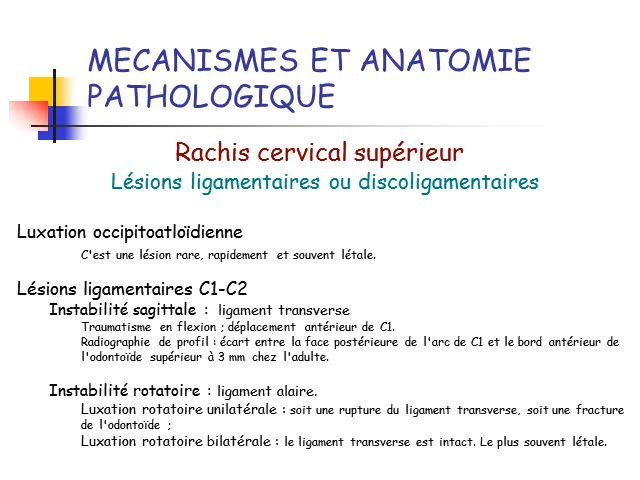 MECANISMES ET ANATOMIE
PATHOLOGIQUE
Rachis cervical supérieur
Lésions ligamentaires ou discoligamentaires
Luxation occipitoatloïdienne
C'est une lésion rare, rapidement et souvent létale.
Lésions ligamentaires C1-C2
Instabilité sagittale : ligament transverse
Traumatisme en flexion ; déplacement antérieur de C1.
Radiographie de profil : écart entre la face postérieure de l'arc de C1 et le bord antérieur de
l'odontoïde supérieur à 3 mm chez l'adulte.
Instabilité rotatoire : ligament alaire.
Luxation rotatoire unilatérale : soit une rupture du ligament transverse, soit une fracture
de l'odontoïde ;
Luxation rotatoire bilatérale : le ligament transverse est intact. Le plus souvent létale.